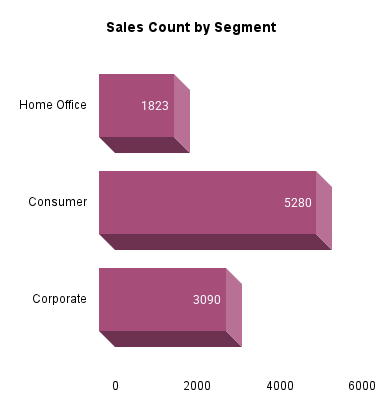 Sales Count by Segment
Home Office 1823
Consumer 5280
Corporate 3090
0 2000 4000 6000